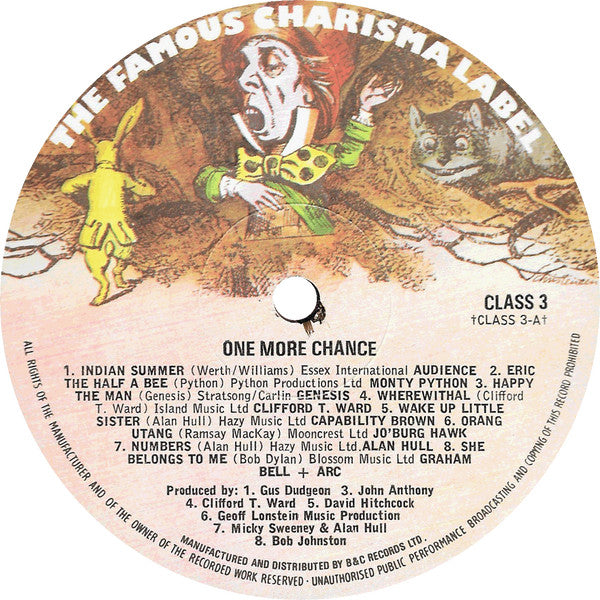 THE FAMOUS CHARISMA LABEL
CLASS 3
†CLASS 3-A†
ONE MORE CHANCE
1. INDIAN SUMMER (Werth/Williams) Essex International AUDIENCE 2. ERIC
THE HALF A BEE (Python) Python Productions Ltd MONTY PYTHON 3. HAPPY
THE MAN (Genesis) Stratsong/Carlin GENESIS 4. WHEREWITHAL (Clifford
T. Ward) Island Music Ltd CLIFFORD T. WARD 5. WAKE UP LITTLE
SISTER (Alan Hull) Hazy Music Ltd CAPABILITY BROWN 6. ORANG
UTANG (Ramsay MacKay) Mooncrest Ltd JO'BURG HAWK
7. NUMBERS (Alan Hull) Hazy Music Ltd. ALAN HULL 8. SHE
BELONGS TO ME (Bob Dylan) Blossom Music Ltd GRAHAM
BELL + ARC
Produced by: 1. Gus Dudgeon 3. John Anthony
4. Clifford T. Ward 5. David Hitchcock
6. Geoff Lonstein Music Production
7. Micky Sweeney & Alan Hull
8. Bob Johnston
MANUFACTURED AND DISTRIBUTED BY B&C RECORDS LTD.
ALL RIGHTS OF THE MANUFACTURER AND OF THE OWNER OF THE RECORDED WORK RESERVED · UNAUTHORISED PUBLIC PERFORMANCE BROADCASTING AND COPYING OF THIS RECORD PROHIBITED